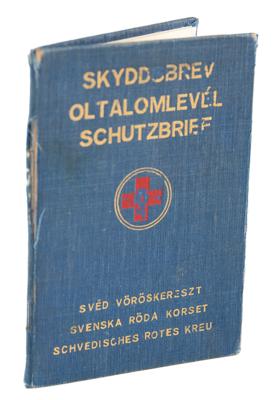 SKYDDSBREV
OLTALOMLEVÉL
SCHUTZBRIEF
SVÉD VÖRÖSKERESZT
SVENSKA RÖDA KORSET
SCHVEDISCHES ROTES KREU